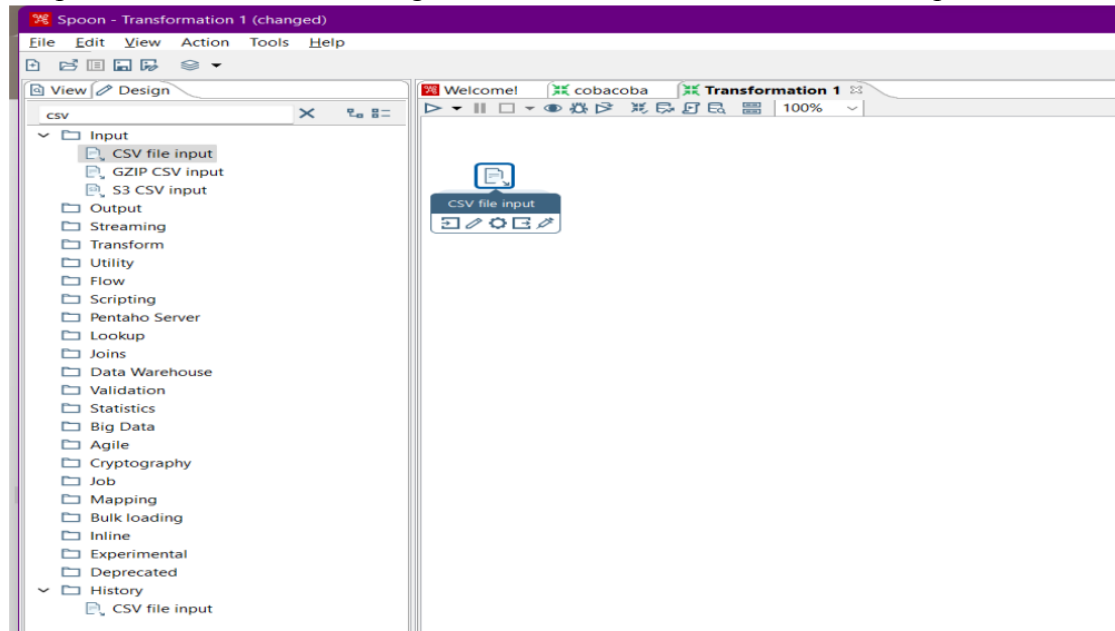 Spoon - Transformation 1 (changed)
File Edit View Action Tools Help
View Design
Welcome! cobacoba Transformation 1
csv
100%
Input
CSV file input
GZIP CSV input
S3 CSV input
Output
Streaming
Transform
Utility
Flow
Scripting
Pentaho Server
Lookup
Joins
Data Warehouse
Validation
Statistics
Big Data
Agile
Cryptography
Job
Mapping
Bulk loading
Inline
Experimental
Deprecated
History
CSV file input
CSV file input